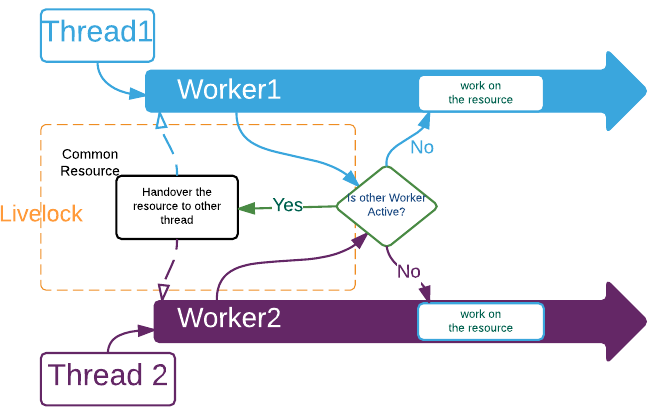 Thread1
Worker1
work on
the resource
No
Common
Resource
Handover the
resource to other
thread
Is other Worker
Active?
Yes
Livelock
No
Worker2
work on
the resource
Thread 2